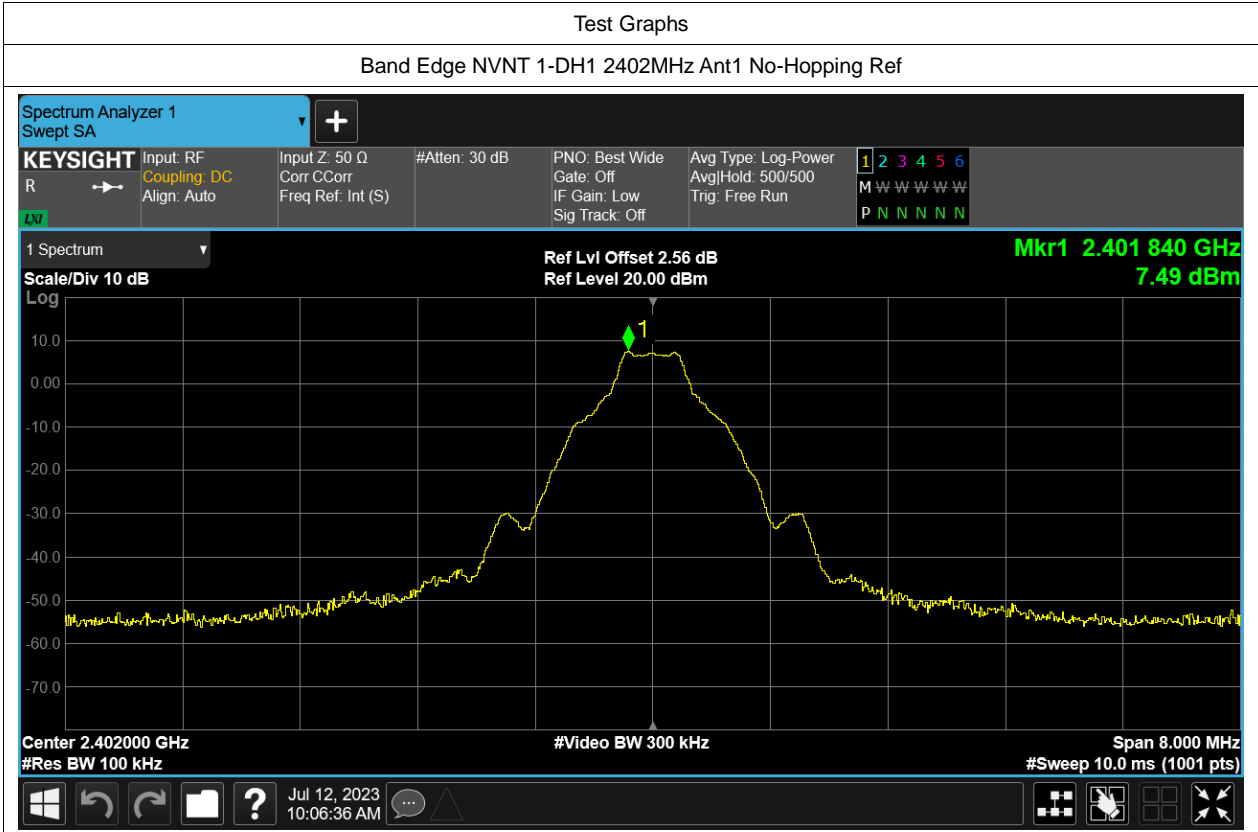 Test Graphs
Band Edge NVNT 1-DH1 2402MHz Ant1 No-Hopping Ref
Spectrum Analyzer 1
Swept SA
KEYSIGHT
R
LXI
Input: RF
Coupling: DC
Align: Auto
Input Z: 50 Ω
Corr CCorr
Freq Ref: Int (S)
#Atten: 30 dB
PNO: Best Wide
Gate: Off
IF Gain: Low
Sig Track: Off
Avg Type: Log-Power
Avg|Hold: 500/500
Trig: Free Run
1 2 3 4 5 6
M W W W W W
P N N N N N
1 Spectrum
Scale/Div 10 dB
Ref Lvl Offset 2.56 dB
Ref Level 20.00 dBm
Mkr1 2.401 840 GHz
7.49 dBm
Log
1
10.0
0.00
-10.0
-20.0
-30.0
-40.0
-50.0
-60.0
-70.0
Center 2.402000 GHz
#Res BW 100 kHz
#Video BW 300 kHz
Span 8.000 MHz
#Sweep 10.0 ms (1001 pts)
?
Jul 12, 2023
10:06:36 AM